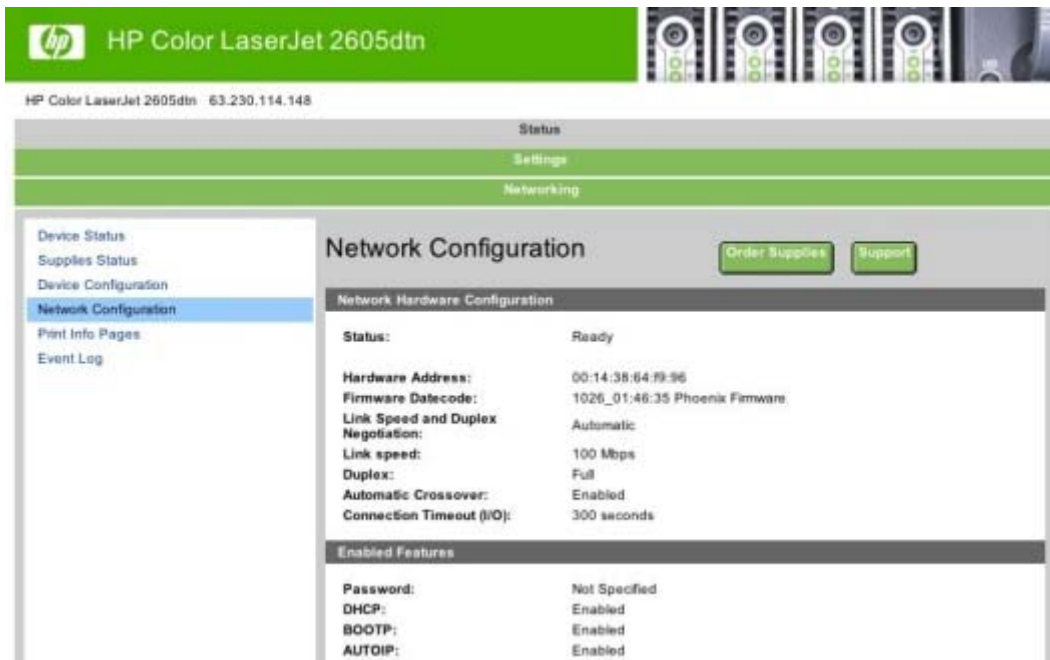 hp HP Color LaserJet 2605dtn
HP Color LaserJet 2605dtn 63.230.114.148
Status
Settings
Networking
Device Status
Supplies Status
Device Configuration
Network Configuration
Print Info Pages
Event Log
Network Configuration
Order Supplies
Support
Network Hardware Configuration
Status: Ready
Hardware Address: 00:14:38:64:f9:96
Firmware Datecode: 1026_01:46:35 Phoenix Firmware
Link Speed and Duplex
Negotiation: Automatic
Link speed: 100 Mbps
Duplex: Full
Automatic Crossover: Enabled
Connection Timeout (I/O): 300 seconds
Enabled Features
Password: Not Specified
DHCP: Enabled
BOOTP: Enabled
AUTOIP: Enabled